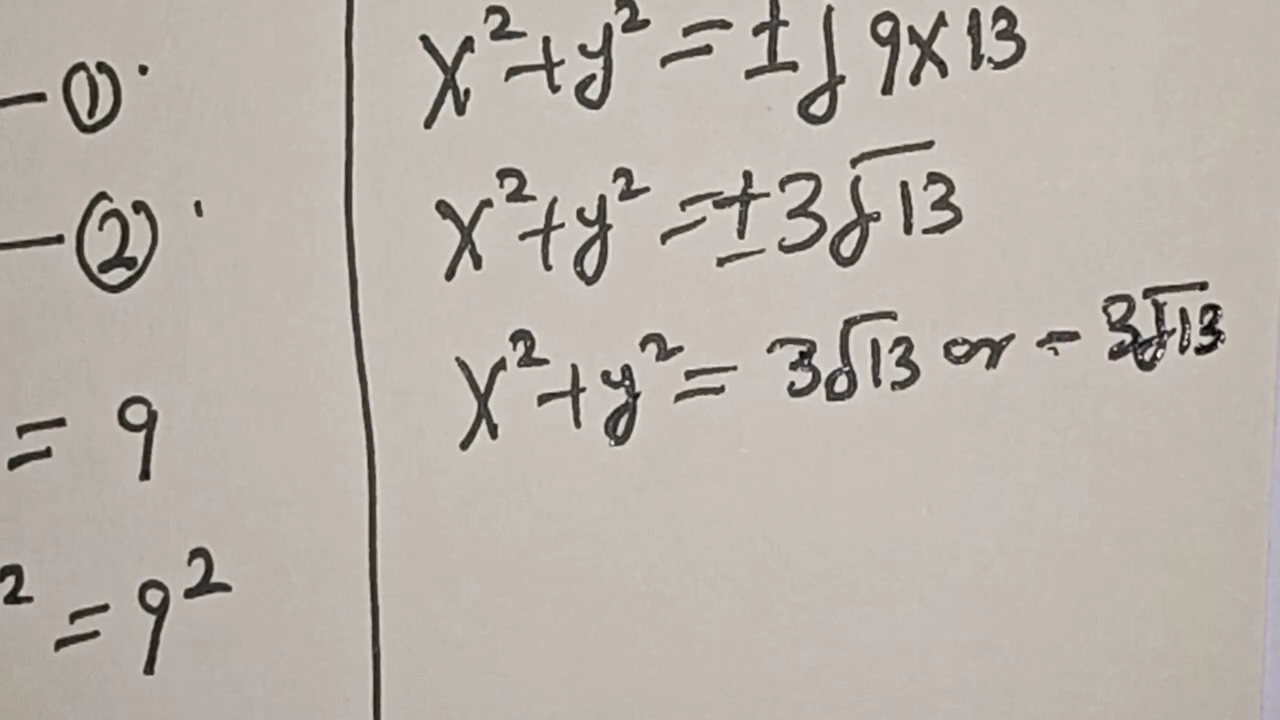 — ①
— ②
= 9
² = 9²
x² + y² = ±√9×13
x² + y² = ±3√13
x² + y² = 3√13 or - 3√13